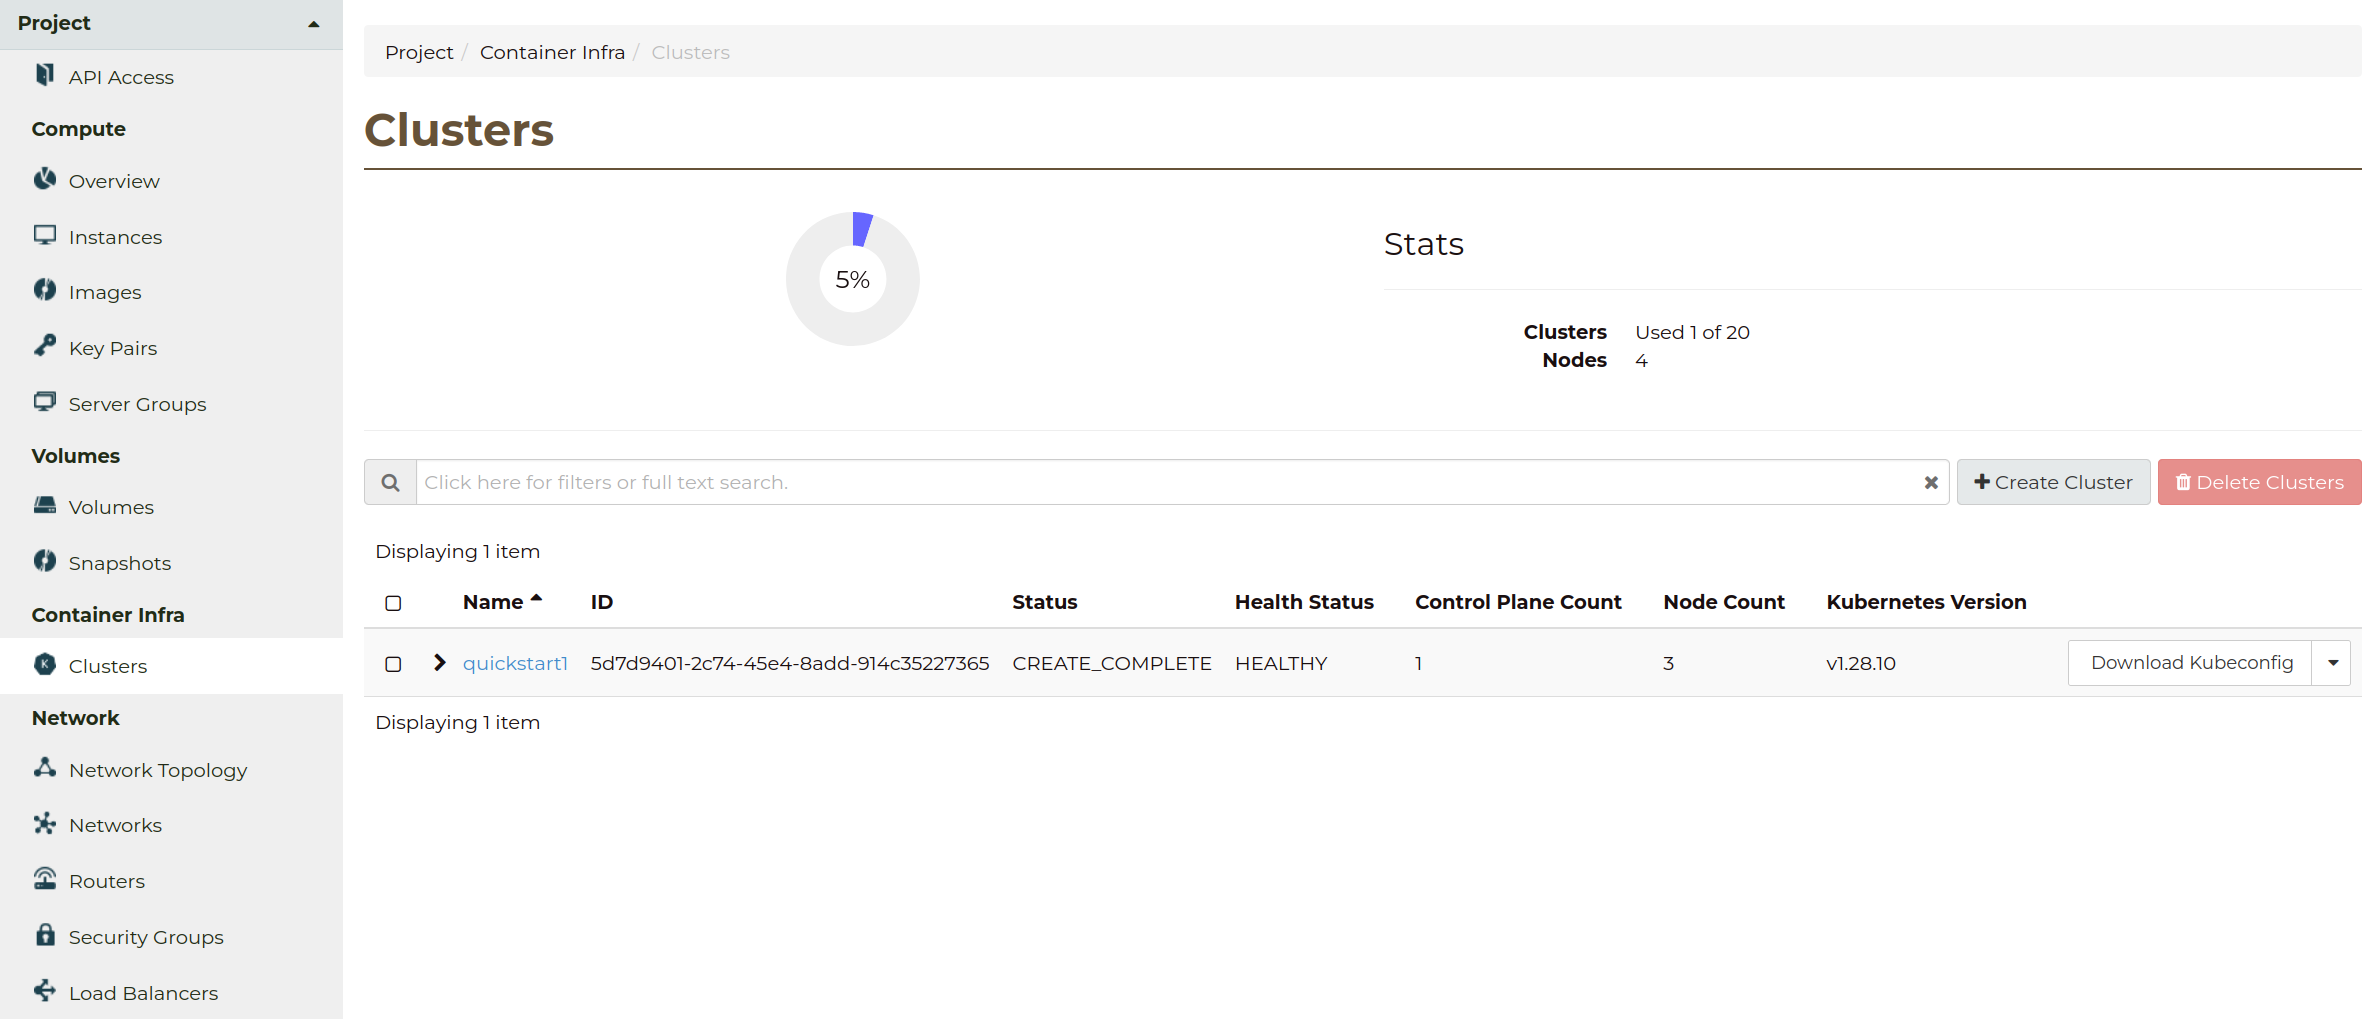 Project
API Access
Compute
Overview
Instances
Images
Key Pairs
Server Groups
Volumes
Volumes
Snapshots
Container Infra
K
Clusters
Network
Network Topology
Networks
Routers
Security Groups
Load Balancers
Project / Container Infra / Clusters
Clusters
5%
Stats
Clusters Used 1 of 20
Nodes 4
Click here for filters or full text search.
Create Cluster
Delete Clusters
Displaying 1 item
Name ID Status Health Status Control Plane Count Node Count Kubernetes Version
quickstart1 5d7d9401-2c74-45e4-8add-914c35227365 CREATE_COMPLETE HEALTHY 1 3 v1.28.10 Download Kubeconfig
Displaying 1 item